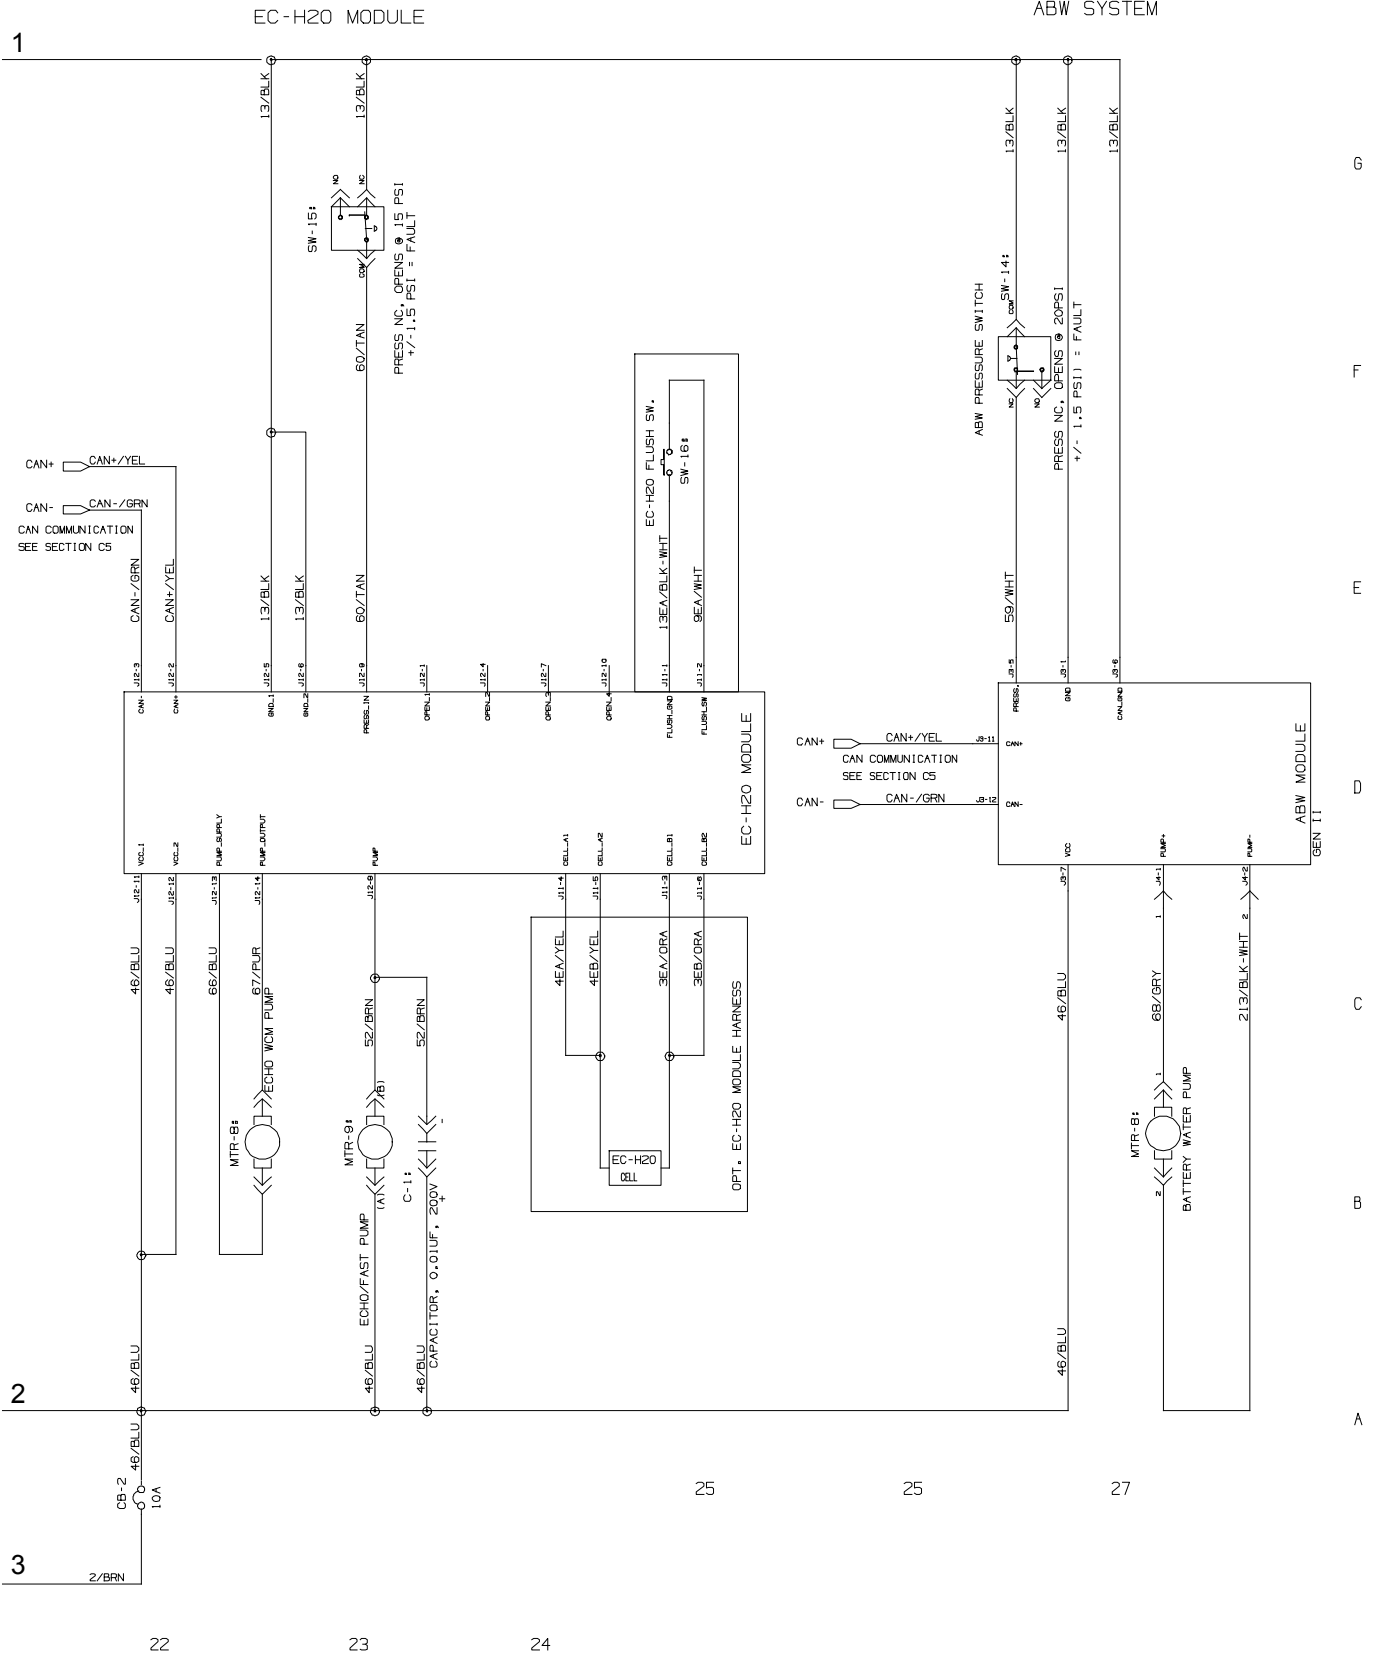 EC-H20 MODULE
ABW SYSTEM
1
13/BLK
13/BLK
13/BLK
13/BLK
13/BLK
G
NO
NC
SW-15:
COM
PRESS NC, OPENS @ 15 PSI
+/-1.5 PSI = FAULT
60/TAN
ABW PRESSURE SWITCH
SW-14:
COM
NC
NO
PRESS NC, OPENS @ 20PSI
+/- 1.5 PSI) = FAULT
F
EC-H20 FLUSH SW.
SW-16:
CAN+
CAN+/YEL
CAN-
CAN-/GRN
CAN COMMUNICATION
SEE SECTION C5
CAN-/GRN
CAN+/YEL
13/BLK
13/BLK
60/TAN
13EA/BLK-WHT
9EA/WHT
59/WHT
E
J12-3
J12-2
J12-5
J12-6
J12-9
J12-1
J12-4
J12-7
J12-10
J11-1
J11-2
J3-5
J3-1
J3-6
CAN-
CAN+
GND_1
GND_2
PRESS_IN
OPEN_1
OPEN_2
OPEN_3
OPEN_4
FLUSH_GND
FLUSH_SW
EC-H20 MODULE
PRESS.
GND
CAN_GND
CAN+
CAN+/YEL
J3-11
CAN+
CAN COMMUNICATION
SEE SECTION C5
CAN-
CAN-/GRN
J3-12
CAN-
ABW MODULE
GEN II
D
VCC_1
VCC_2
PUMP_SUPPLY
PUMP_OUTPUT
PUMP
CELL_A1
CELL_A2
CELL_B1
CELL_B2
VCC
PUMP+
PUMP-
J12-11
J12-12
J12-13
J12-14
J12-8
J11-4
J11-5
J11-3
J11-6
J3-7
J4-1
J4-2
1
2
46/BLU
46/BLU
66/BLU
67/PUR
52/BRN
52/BRN
4EA/YEL
4EB/YEL
3EA/ORA
3EB/ORA
46/BLU
68/GRY
213/BLK-WHT
C
ECHO WCM PUMP
MTR-8:
(B)
MTR-9:
(A)
ECHO/FAST PUMP
-
C-1:
+
CAPACITOR, 0.01UF, 200V
EC-H20
CELL
OPT. EC-H20 MODULE HARNESS
1
MTR-8:
2
BATTERY WATER PUMP
B
46/BLU
46/BLU
46/BLU
46/BLU
2
A
46/BLU
CB-2
10A
25
25
27
3
2/BRN
22
23
24